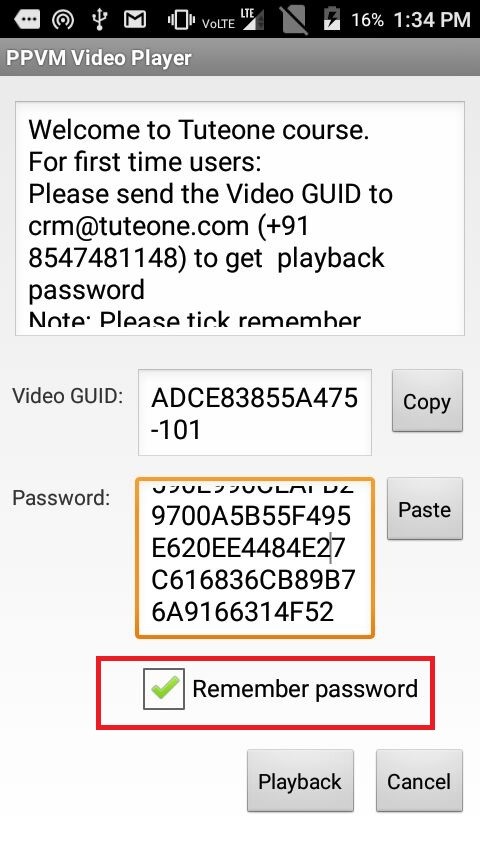 VoLTE LTE 16% 1:34 PM
PPVM Video Player
Welcome to Tuteone course.
For first time users:
Please send the Video GUID to
crm@tuteone.com (+91
8547481148) to get playback
password
Note: Please tick remember
Video GUID:
ADCE83855A475
-101
Copy
Password:
9700A5B55F495
E620EE4484E27
C616836CB89B7
6A9166314F52
Paste
Remember password
Playback
Cancel